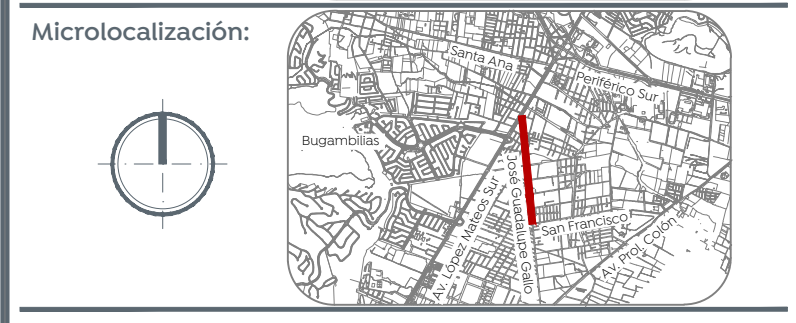 Microlocalización:
Santa Ana
Periférico Sur
Bugambilias
José Guadalupe Gallo
Av. López Mateos Sur
San Francisco
Av. Prol. Colón